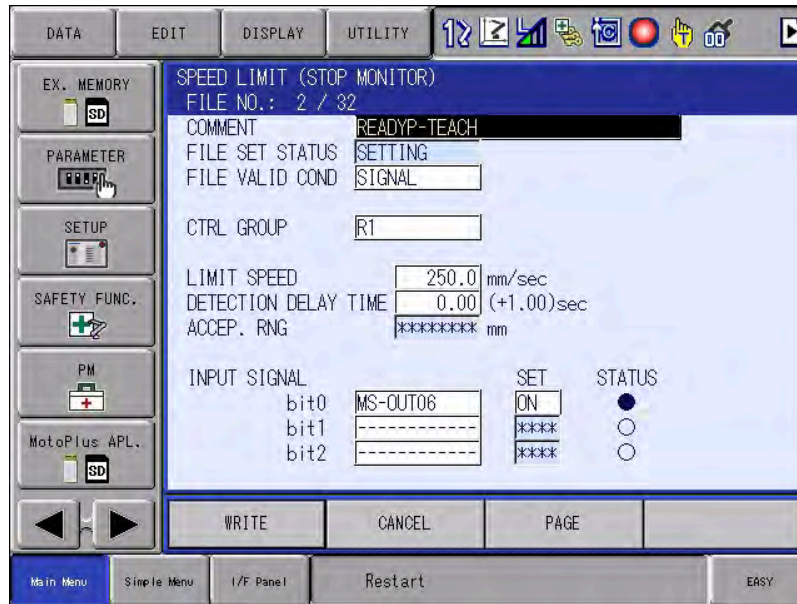 DATA EDIT DISPLAY UTILITY
EX. MEMORY
SD
PARAMETER
SETUP
SAFETY FUNC.
PM
MotoPlus APL.
SD
SPEED LIMIT (STOP MONITOR)
FILE NO.: 2 / 32
COMMENT READYP-TEACH
FILE SET STATUS SETTING
FILE VALID COND SIGNAL
CTRL GROUP R1
LIMIT SPEED 250.0 mm/sec
DETECTION DELAY TIME 0.00 (+1.00)sec
ACCEP. RNG ******** mm
INPUT SIGNAL SET STATUS
bit0 MS-OUT06 ON
bit1 ------------ ****
bit2 ------------ ****
WRITE CANCEL PAGE
Main Menu Simple Menu I/F Panel Restart EASY